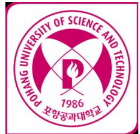 POHANG UNIVERSITY OF SCIENCE AND TECHNOLOGY
1986
포항공과대학교